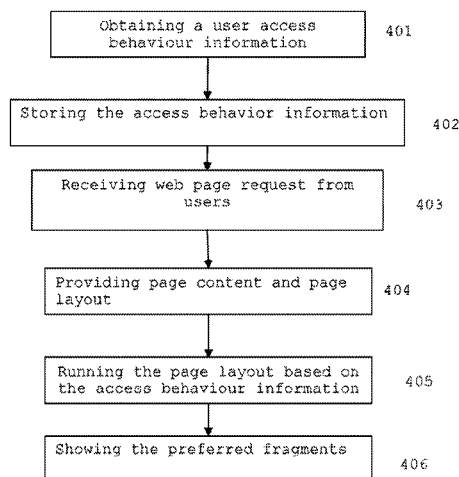 Obtaining a user access
behaviour information
401
Storing the access behavior information
402
Receiving web page request from
users
403
Providing page content and page
layout
404
Running the page layout based on
the access behaviour information
405
Showing the preferred fragments
406